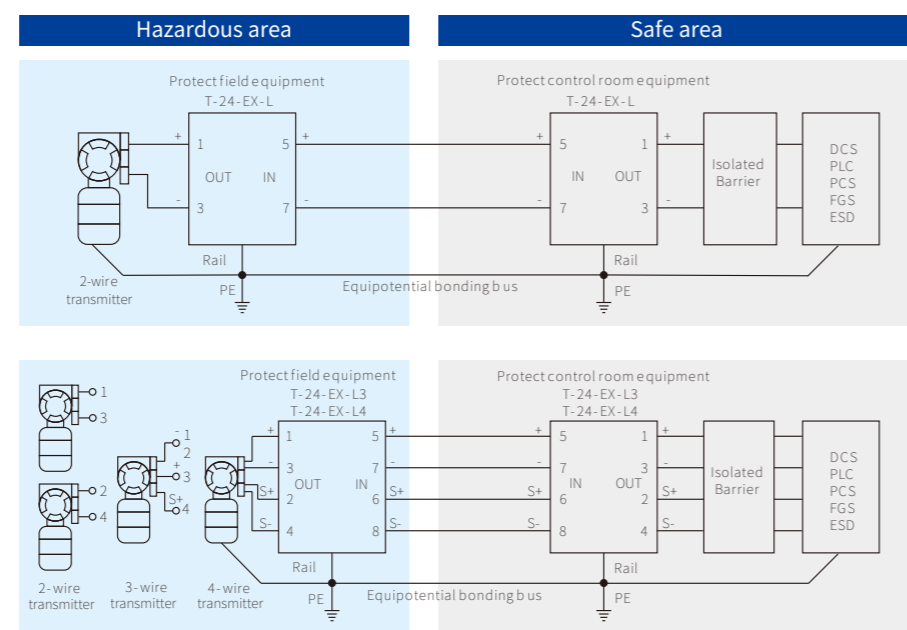 Hazardous area
Safe area
Protect field equipment
T-24-EX-L
Protect control room equipment
T-24-EX-L
+ 1 5 +
OUT IN
- 3 7 -
+ 5 1 +
IN OUT
- 7 3 -
Isolated
Barrier
DCS
PLC
PCS
FGS
ESD
Rail
Rail
2-wire
transmitter
PE
Equipotential bonding bus
PE
Protect field equipment
T-24-EX-L3
T-24-EX-L4
Protect control room equipment
T-24-EX-L3
T-24-EX-L4
1
3
2
4
- 1
2
+ 3
S+ 4
+ 1 5 +
- 3 7 -
OUT IN
S+ 2 6 S+
S- 4 8 S-
+ 5 1 +
- 7 3 -
IN OUT
S+ 6 2 S+
S- 8 4 S-
Isolated
Barrier
DCS
PLC
PCS
FGS
ESD
Rail
Rail
2-wire
transmitter
3-wire
transmitter
4-wire
transmitter
PE
Equipotential bonding bus
PE